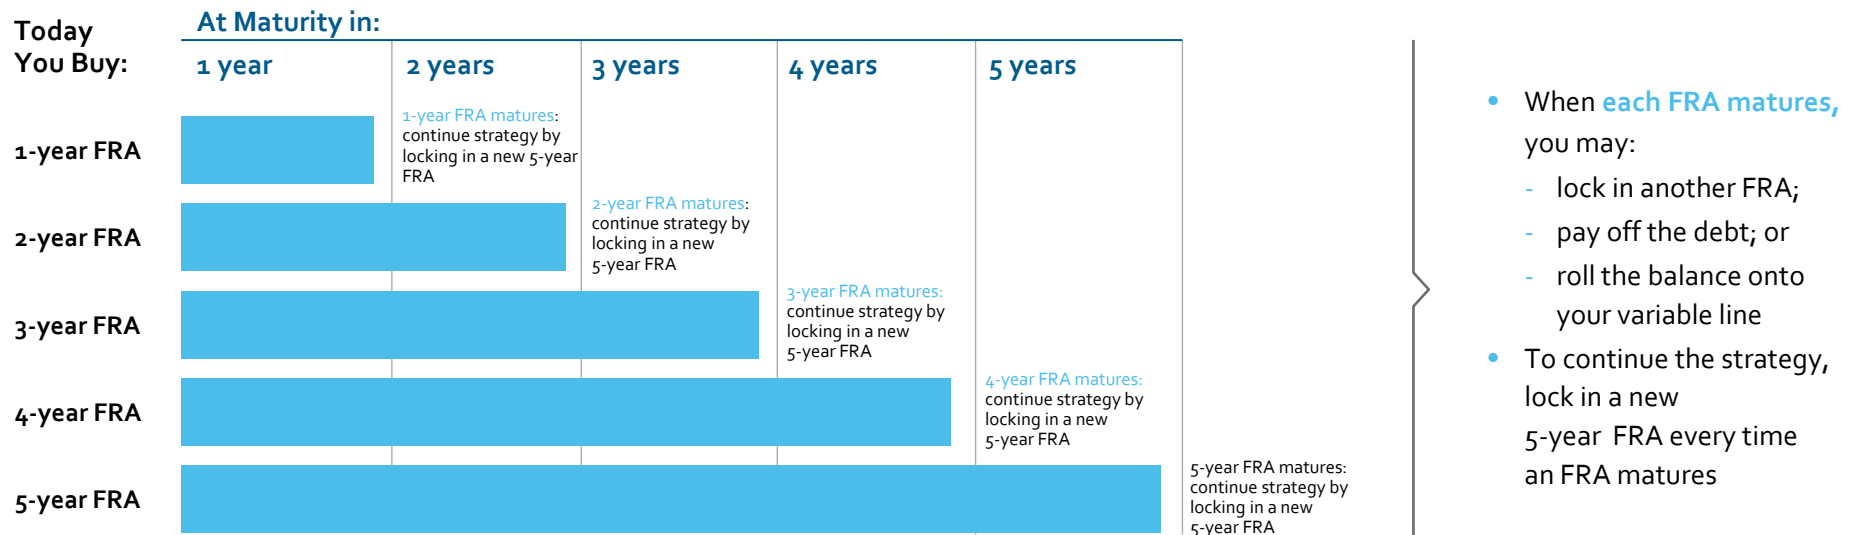 Today
You Buy:
At Maturity in:
1 year
2 years
3 years
4 years
5 years
1-year FRA
1-year FRA matures:
continue strategy by
locking in a new 5-year
FRA
2-year FRA
2-year FRA matures:
continue strategy by
locking in a new
5-year FRA
3-year FRA
3-year FRA matures:
continue strategy by
locking in a new
5-year FRA
4-year FRA
4-year FRA matures:
continue strategy by
locking in a new
5-year FRA
5-year FRA
5-year FRA matures:
continue strategy by
locking in a new
5-year FRA
• When each FRA matures,
you may:
- lock in another FRA;
- pay off the debt; or
- roll the balance onto
your variable line
• To continue the strategy,
lock in a new
5-year FRA every time
an FRA matures